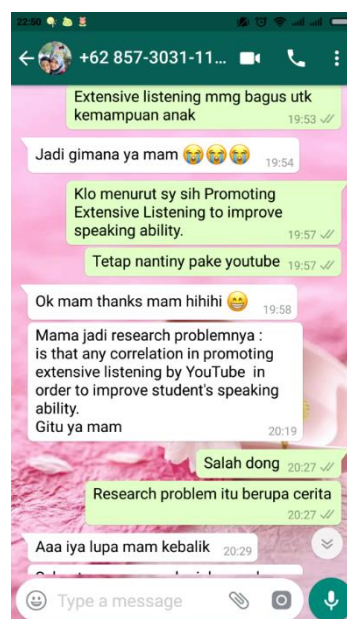 22:50
+62 857-3031-11...
Extensive listening mmg bagus utk
kemampuan anak
19:53
Jadi gimana ya mam 😭😭😭
19:54
Klo menurut sy sih Promoting
Extensive Listening to improve
speaking ability.
19:57
Tetap nantiny pake youtube 19:57
Ok mam thanks mam hihihi 😁
19:58
Mama jadi research problemnya :
is that any correlation in promoting
extensive listening by YouTube in
order to improve student's speaking
ability.
Gitu ya mam
20:19
Salah dong 20:27
Research problem itu berupa cerita
20:27
Aaa iya lupa mam kebalik 20:29
Type a message